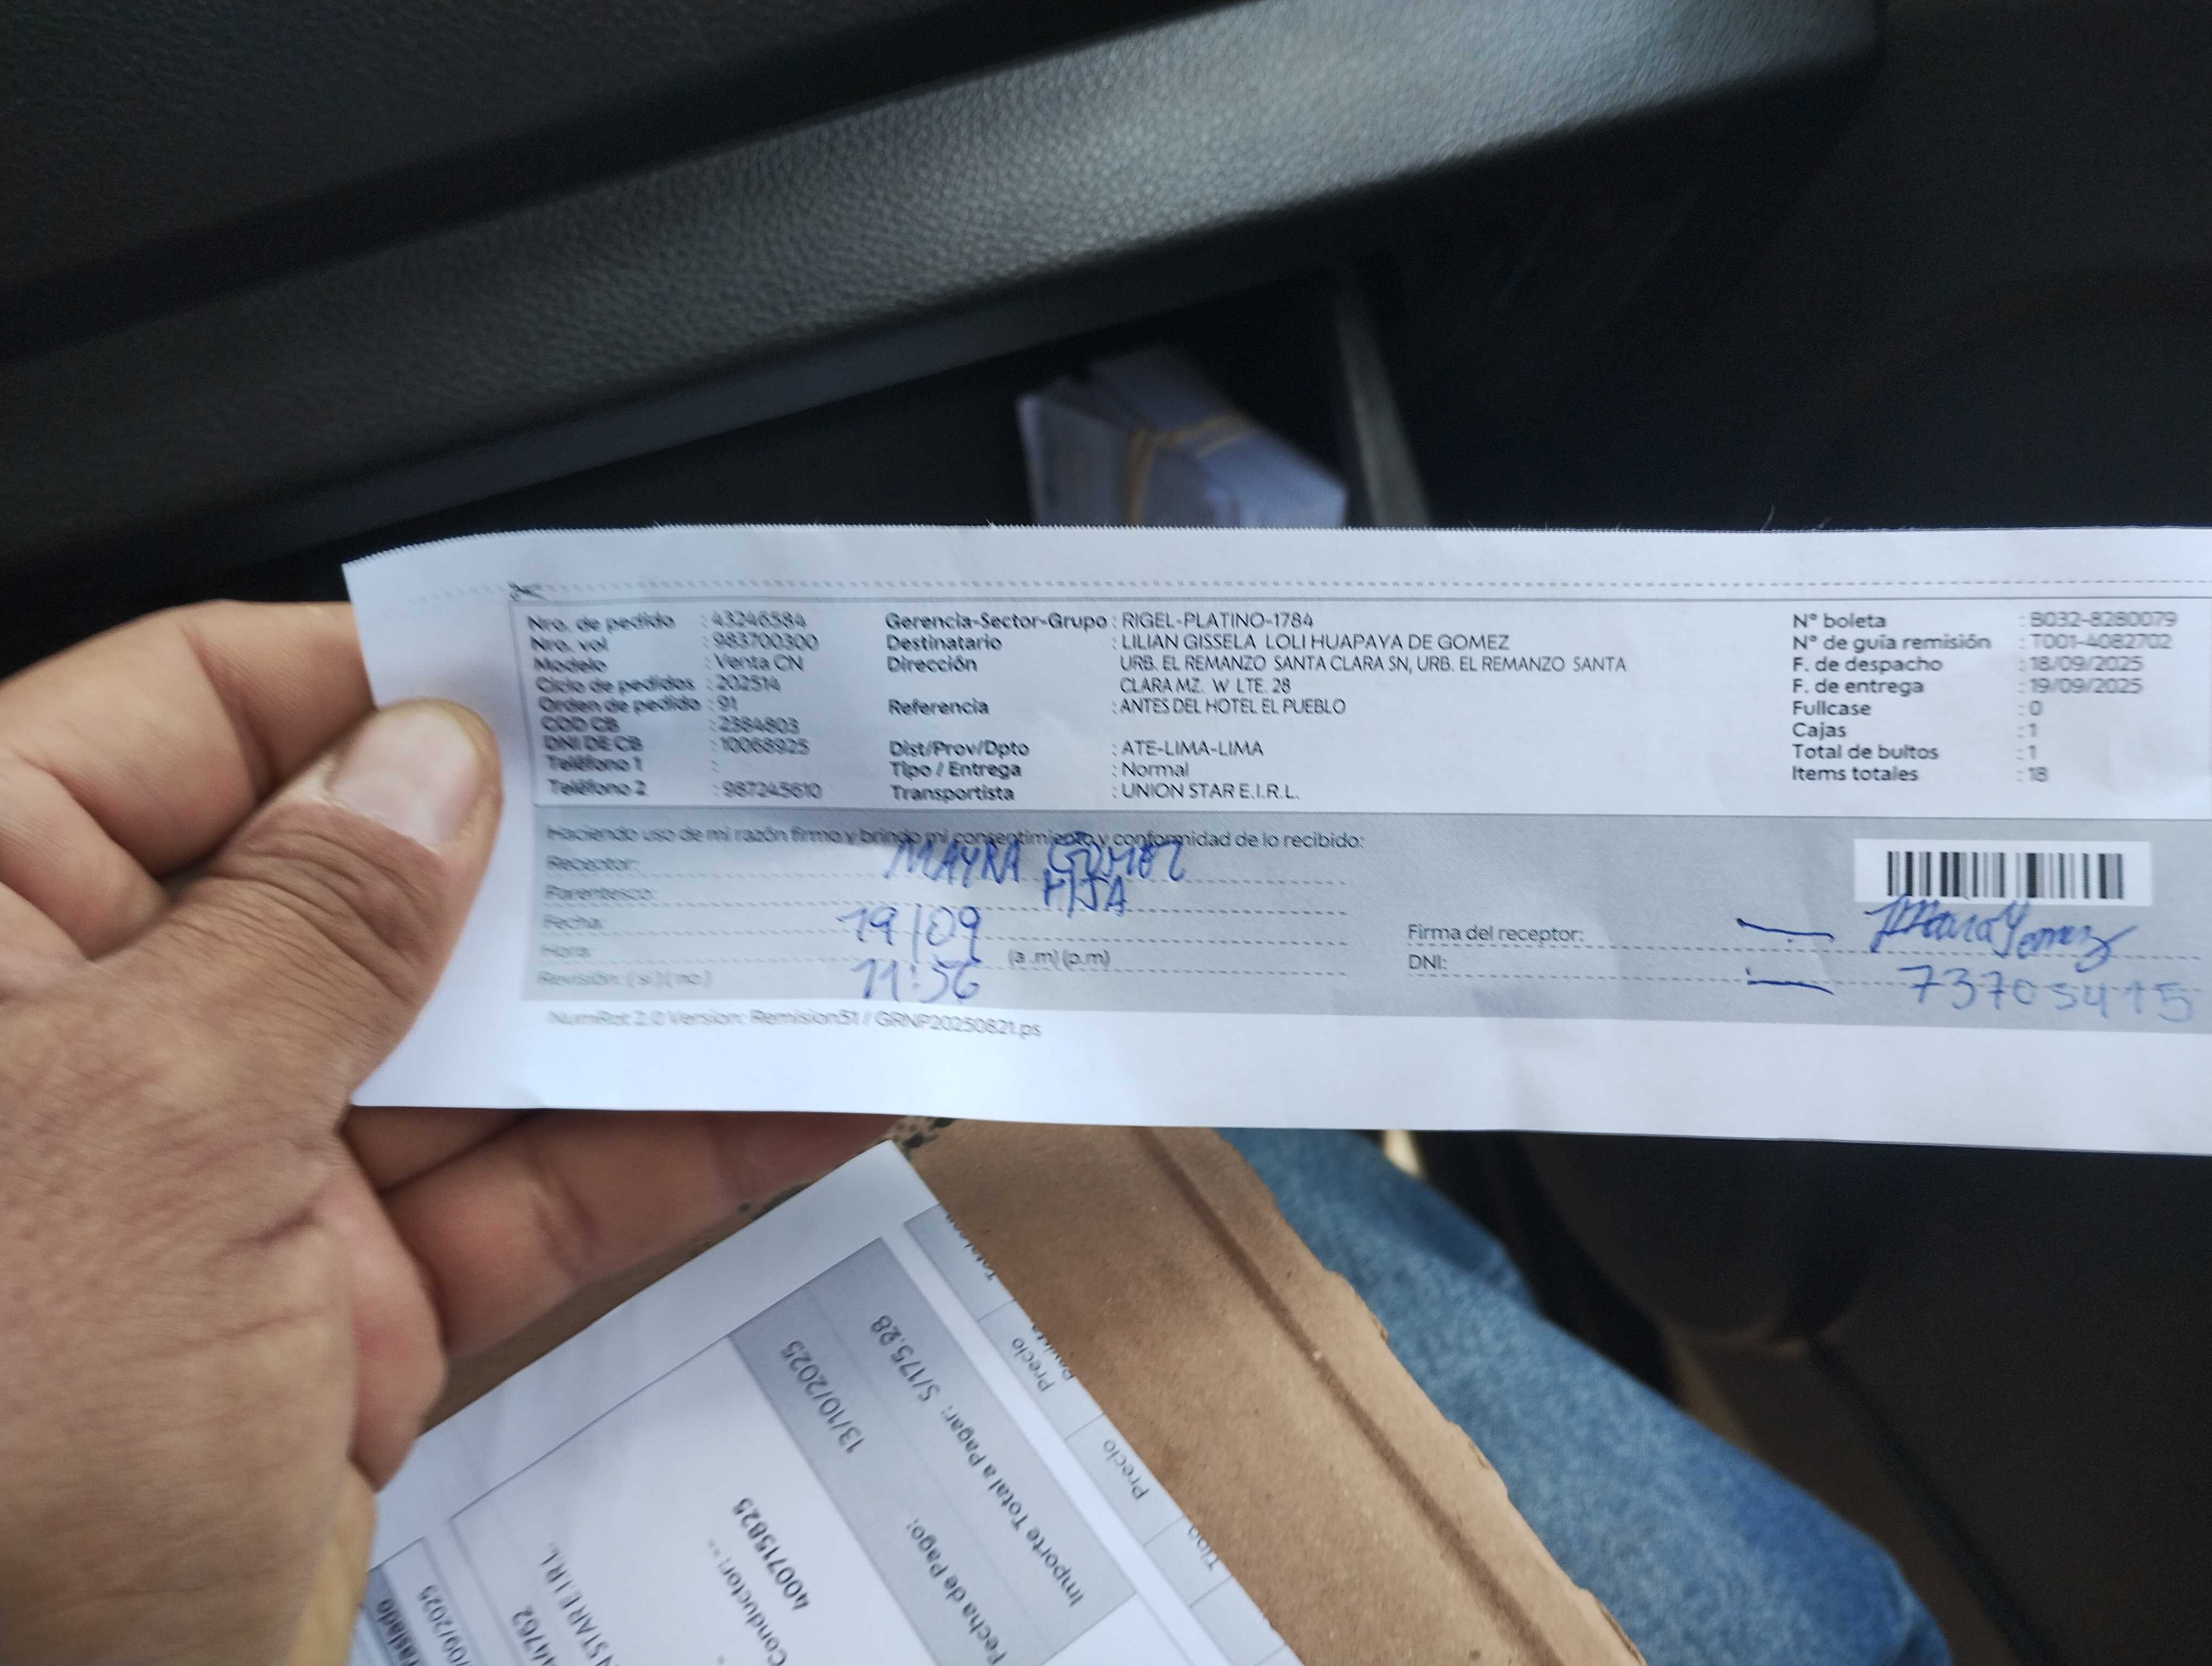 Nro. de pedido : 43246584
Nro. vol : 983700300
Modelo : Venta CN
Ciclo de pedidos : 202514
Orden de pedido : 91
COD CB : 2384803
DNI DE CB : 10068925
Teléfono 1 :
Teléfono 2 : 987245610
Gerencia-Sector-Grupo : RIGEL-PLATINO-1784
Destinatario : LILIAN GISSELA LOLI HUAPAYA DE GOMEZ
Dirección URB. EL REMANZO SANTA CLARA SN, URB. EL REMANZO SANTA
CLARA MZ. W LTE. 28
Referencia : ANTES DEL HOTEL EL PUEBLO
Dist/Prov/Dpto : ATE-LIMA-LIMA
Tipo / Entrega : Normal
Transportista : UNION STAR E.I.R.L.
N° boleta : B032-8280079
N° de guía remisión : T001-4082702
F. de despacho : 18/09/2025
F. de entrega : 19/09/2025
Fullcase : 0
Cajas : 1
Total de bultos : 1
Items totales : 18
Haciendo uso de mi razón firmo y brindo mi consentimiento y conformidad de lo recibido:
Receptor: MAYRA GOMEZ
Parentesco: HIJA
Fecha: 19/09
Hora: 11:56 (a.m) (p.m)
Revisión: ( si ) ( no )
Firma del receptor:
DNI: 73705415
NumRot 2.0 Version: Remision51 / GRNP20250821.ps
Importe Total a Pagar: S/175.28
Fecha de Pago: 13/10/2025
Precio
Precio
Tipo
400715825
Conductor: --
STAR E.I.R.L.
4762
/09/2025